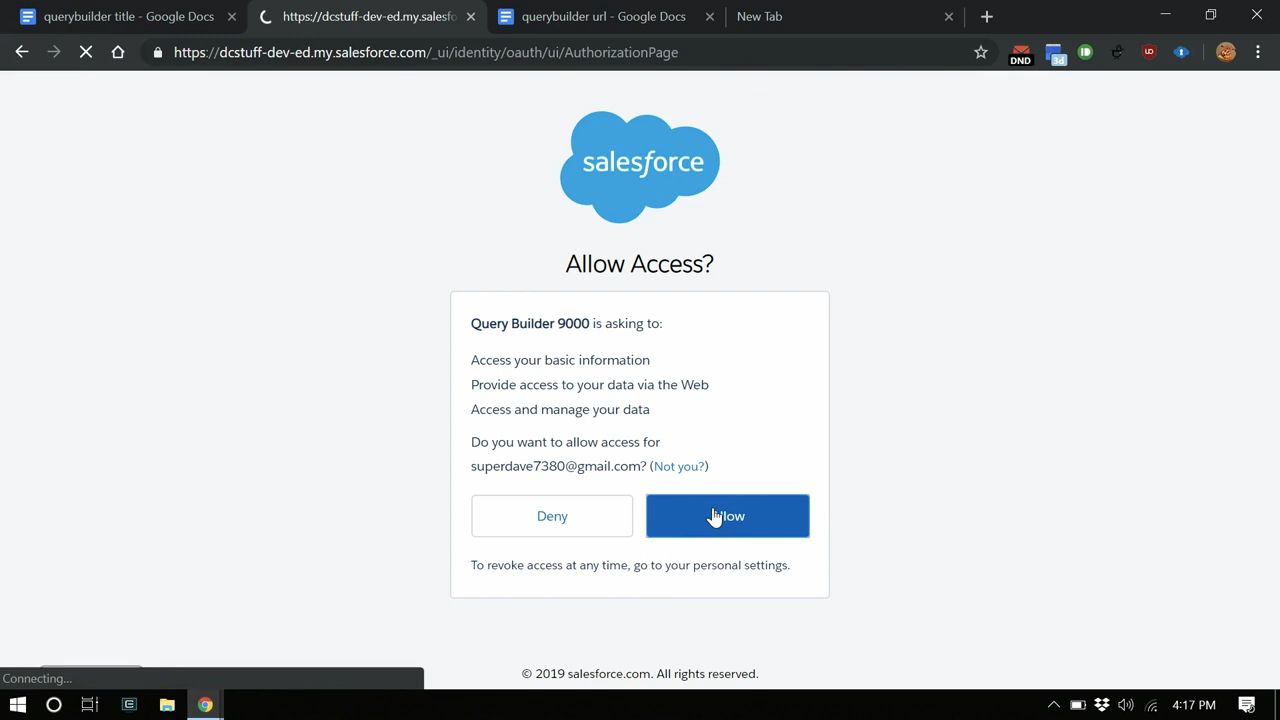 querybuilder title - Google Docs
https://dcstuff-dev-ed.my.salesfo
querybuilder url - Google Docs
New Tab
https://dcstuff-dev-ed.my.salesforce.com/_ui/identity/oauth/ui/AuthorizationPage
DND
3d
salesforce
Allow Access?
Query Builder 9000 is asking to:
Access your basic information
Provide access to your data via the Web
Access and manage your data
Do you want to allow access for
superdave7380@gmail.com? (Not you?)
Deny
Allow
To revoke access at any time, go to your personal settings.
© 2019 salesforce.com. All rights reserved.
Connecting...
4:17 PM